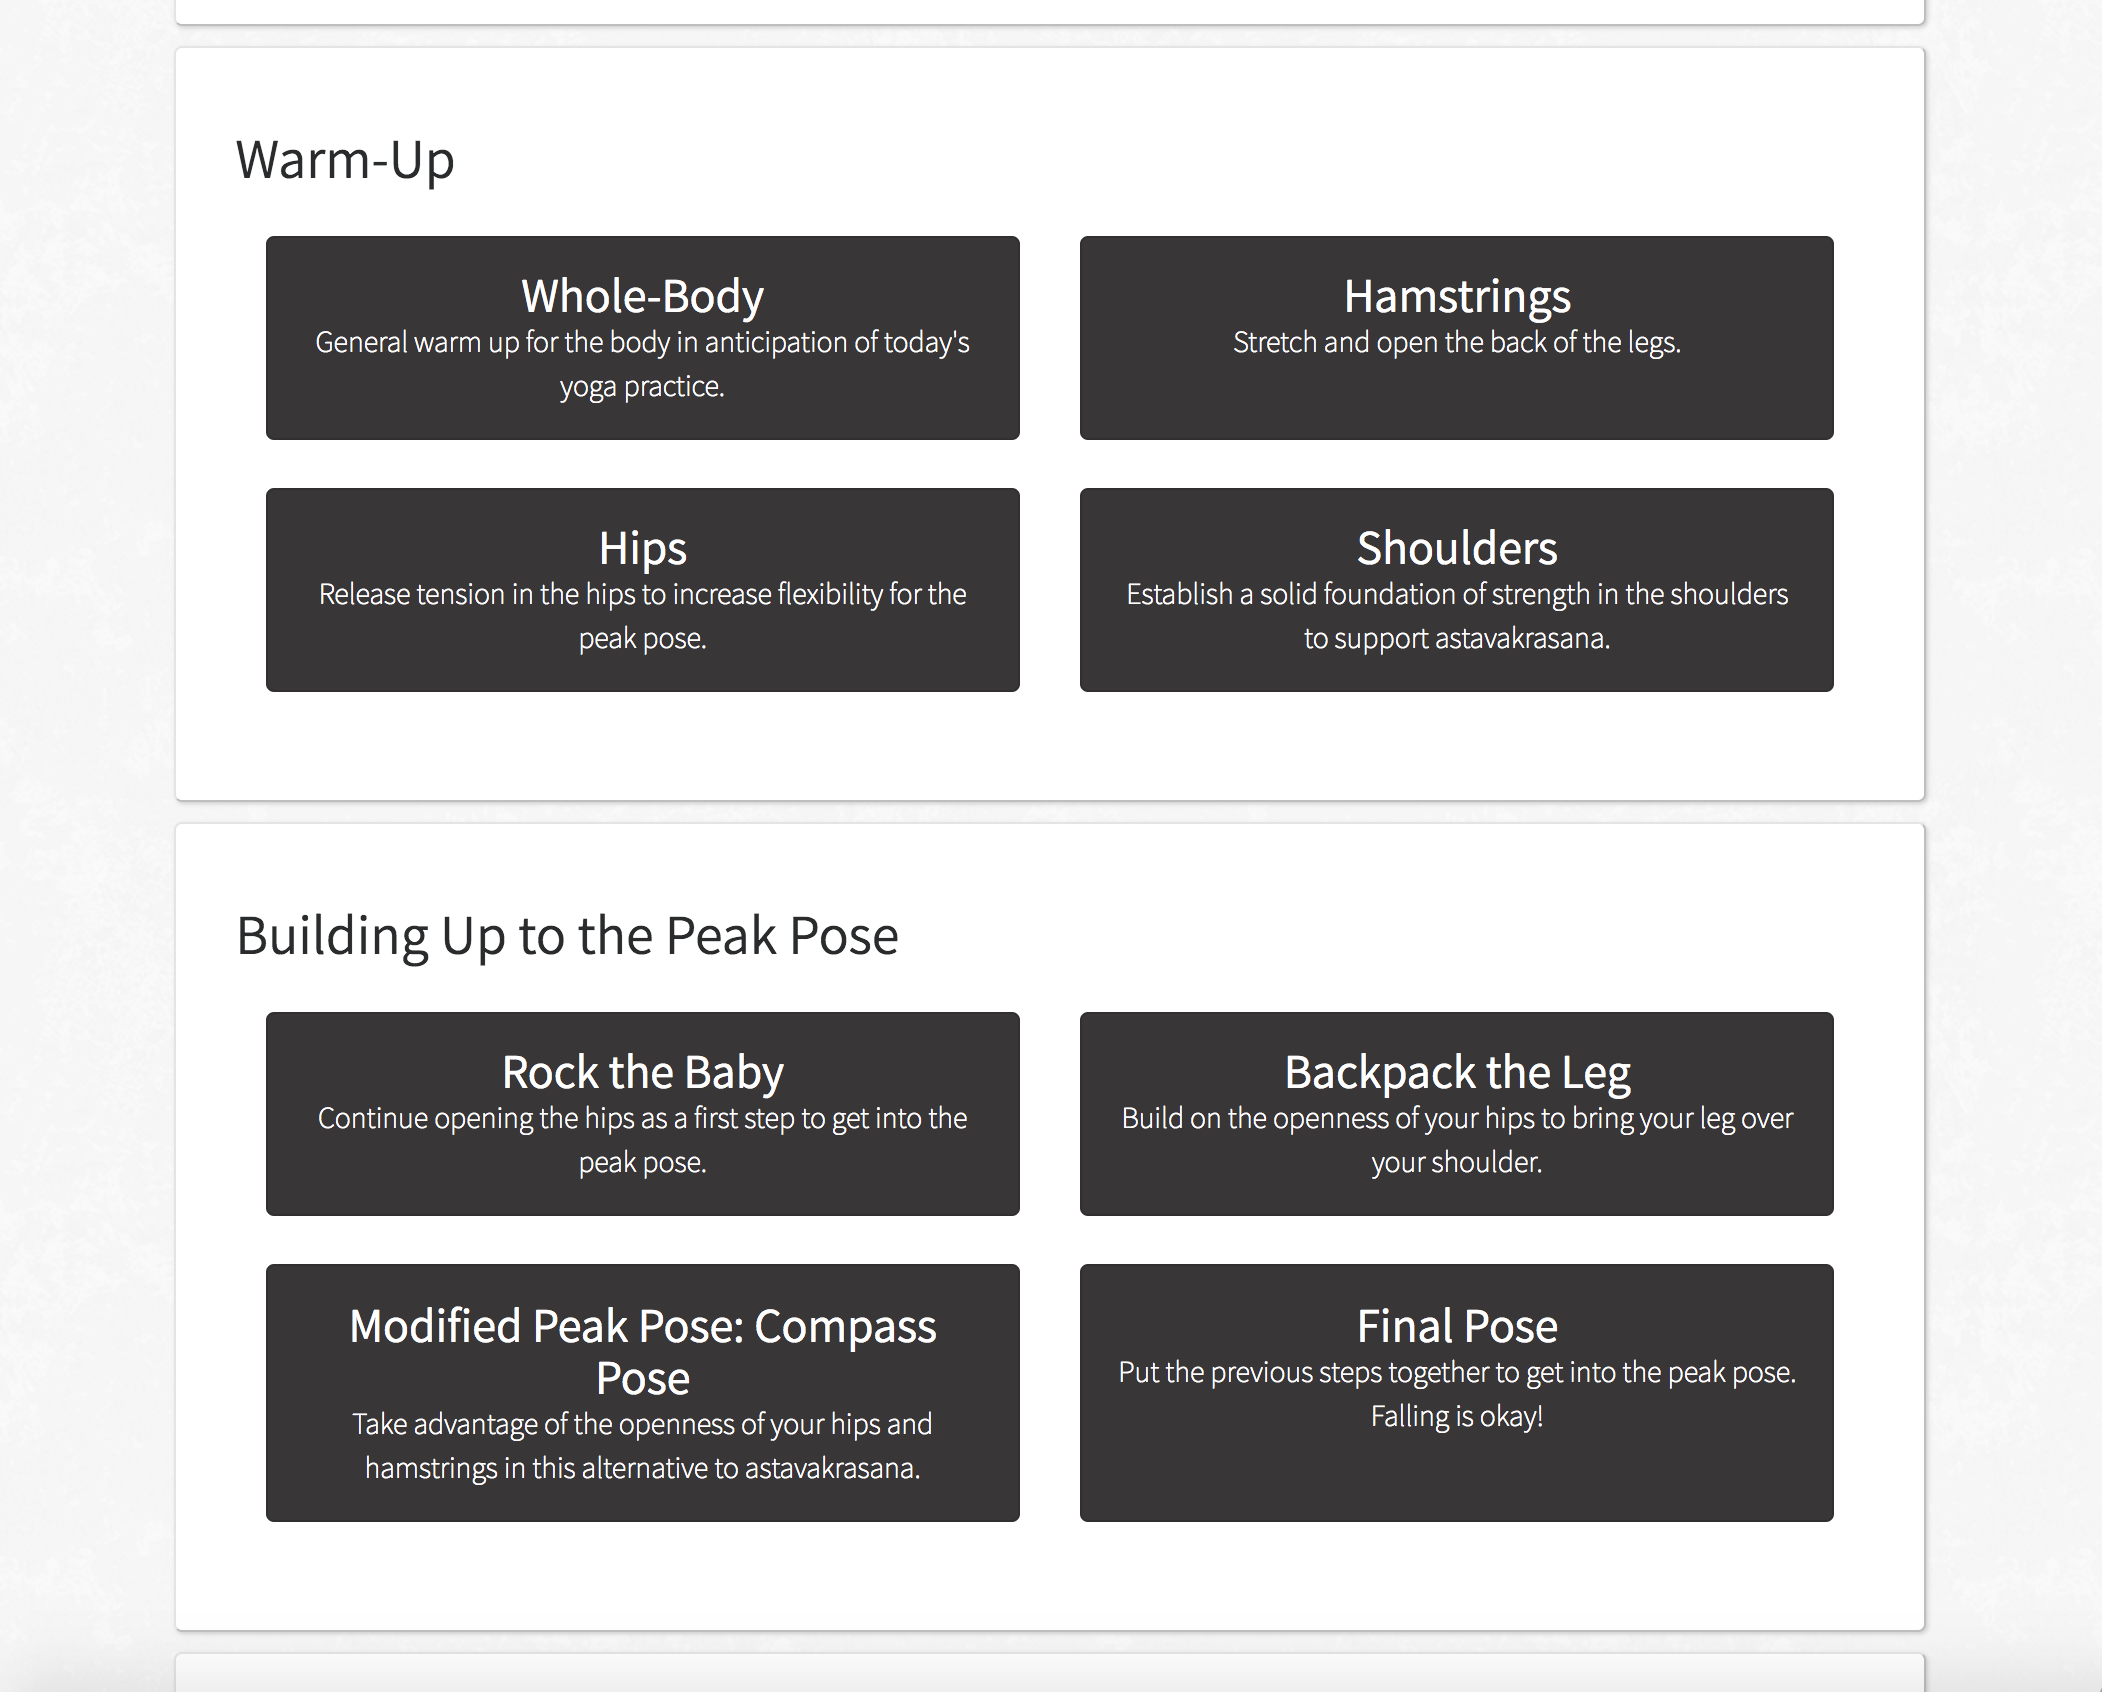 Warm-Up
Whole-Body
General warm up for the body in anticipation of today's
yoga practice.
Hamstrings
Stretch and open the back of the legs.
Hips
Release tension in the hips to increase flexibility for the
peak pose.
Shoulders
Establish a solid foundation of strength in the shoulders
to support astavakrasana.
Building Up to the Peak Pose
Rock the Baby
Continue opening the hips as a first step to get into the
peak pose.
Backpack the Leg
Build on the openness of your hips to bring your leg over
your shoulder.
Modified Peak Pose: Compass
Pose
Take advantage of the openness of your hips and
hamstrings in this alternative to astavakrasana.
Final Pose
Put the previous steps together to get into the peak pose.
Falling is okay!